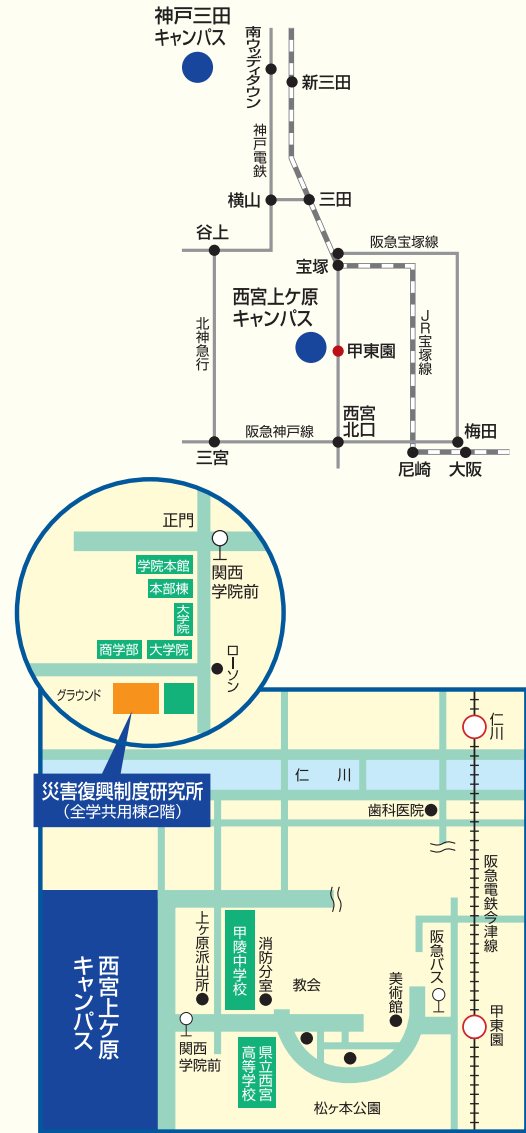 神戸三田
キャンパス
南ウッディタウン
新三田
神戸電鉄
横山
三田
谷上
阪急宝塚線
宝塚
西宮上ケ原
キャンパス
北神急行
JR宝塚線
甲東園
西宮
北口
阪急神戸線
梅田
三宮
尼崎
大阪
正門
学院本館
関西
学院前
本部棟
大学院
商学部
大学院
ローソン
グラウンド
仁川
災害復興制度研究所
(全学共用棟2階)
仁川
歯科医院
阪急電鉄今津線
西宮上ケ原
キャンパス
上ケ原派出所
甲陵中学校
消防分室
教会
美術館
阪急バス
甲東園
関西
学院前
県立西宮
高等学校
松ヶ本公園